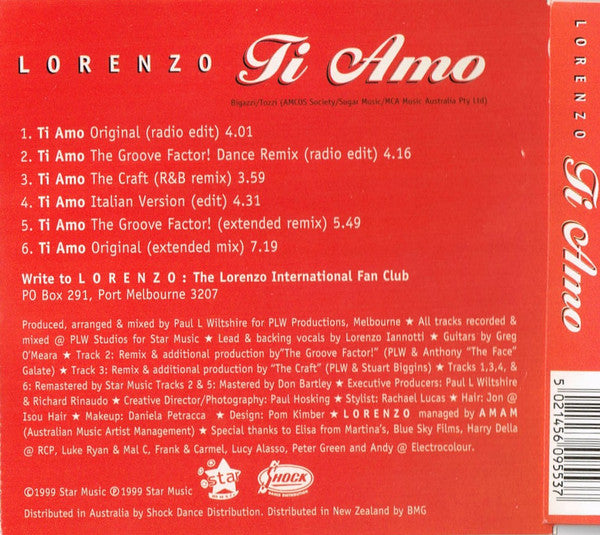 LORENZO Ti Amo
Bigazzi/Tozzi (AMCOS Society/Sugar Music/MCA Music Australia Pty Ltd)
1. Ti Amo Original (radio edit) 4.01
2. Ti Amo The Groove Factor! Dance Remix (radio edit) 4.16
3. Ti Amo The Craft (R&B remix) 3.59
4. Ti Amo Italian Version (edit) 4.31
5. Ti Amo The Groove Factor! (extended remix) 5.49
6. Ti Amo Original (extended mix) 7.19
Write to LORENZO: The Lorenzo International Fan Club
PO Box 291, Port Melbourne 3207
Produced, arranged & mixed by Paul L Wiltshire for PLW Productions, Melbourne ★ All tracks recorded &
mixed @ PLW Studios for Star Music ★ Lead & backing vocals by Lorenzo Iannotti ★ Guitars by Greg
O'Meara ★ Track 2: Remix & additional production by"The Groove Factor!" (PLW & Anthony "The Face"
Galate) ★ Track 3: Remix & additional production by "The Craft" (PLW & Stuart Biggins) ★ Tracks 1,3,4, &
6: Remastered by Star Music Tracks 2 & 5: Mastered by Don Bartley ★ Executive Producers: Paul L Wiltshire
& Richard Rinaudo ★ Creative Director/Photography: Paul Hosking ★ Stylist: Rachael Lucas ★ Hair: Jon @
Isou Hair ★ Makeup: Daniela Petracca ★ Design: Pom Kimber ★ LORENZO managed by AMAM
(Australian Music Artist Management) ★ Special thanks to Elisa from Martina's, Blue Sky Films, Harry Della
@ RCP, Luke Ryan & Mal C, Frank & Carmel, Lucy Alasso, Peter Green and Andy @ Electrocolour.
star
MUSIC
SHOCK
DANCE DISTRIBUTION
©1999 Star Music ℗1999 Star Music
Distributed in Australia by Shock Dance Distribution. Distributed in New Zealand by BMG
LORENZO Ti Amo
5 021456 095537